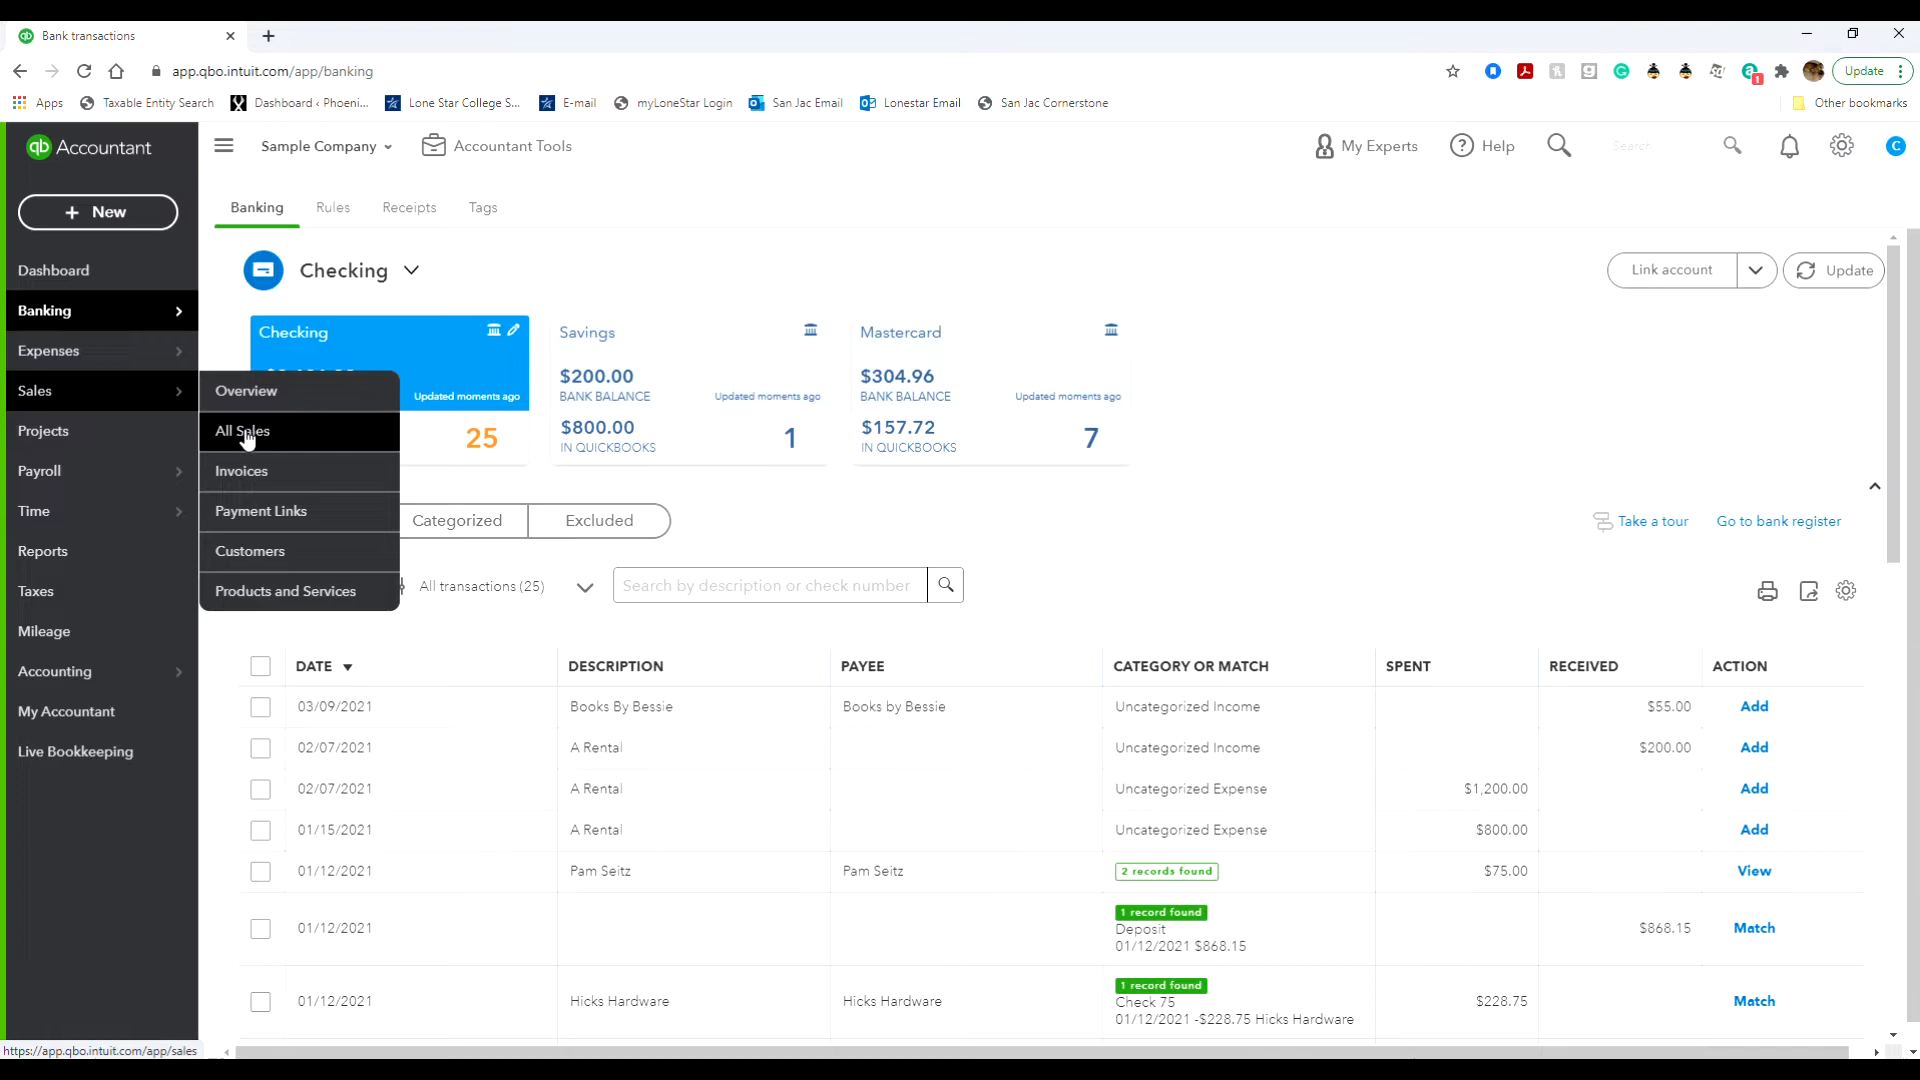 Bank transactions
app.qbo.intuit.com/app/banking
Update
Apps
Taxable Entity Search
Dashboard ‹ Phoeni...
Lone Star College S...
E-mail
myLoneStar Login
San Jac Email
Lonestar Email
San Jac Cornerstone
Other bookmarks
qb Accountant
Sample Company
Accountant Tools
My Experts
Help
Search
C
+ New
Banking
Rules
Receipts
Tags
Dashboard
Banking
Expenses
Sales
Projects
Payroll
Time
Reports
Taxes
Mileage
Accounting
My Accountant
Live Bookkeeping
Overview
All Sales
Invoices
Payment Links
Customers
Products and Services
Checking
Link account
Update
Checking
Updated moments ago
25
Savings
$200.00
BANK BALANCE
Updated moments ago
$800.00
IN QUICKBOOKS
1
Mastercard
$304.96
BANK BALANCE
Updated moments ago
$157.72
IN QUICKBOOKS
7
Categorized
Excluded
Take a tour
Go to bank register
All transactions (25)
Search by description or check number
DATE DESCRIPTION PAYEE CATEGORY OR MATCH SPENT RECEIVED ACTION
03/09/2021 Books By Bessie Books by Bessie Uncategorized Income $55.00 Add
02/07/2021 A Rental Uncategorized Income $200.00 Add
02/07/2021 A Rental Uncategorized Expense $1,200.00 Add
01/15/2021 A Rental Uncategorized Expense $800.00 Add
01/12/2021 Pam Seitz Pam Seitz 2 records found $75.00 View
1 record found
01/12/2021 Deposit $868.15 Match
01/12/2021 $868.15
1 record found
01/12/2021 Hicks Hardware Hicks Hardware Check 75 $228.75 Match
01/12/2021 -$228.75 Hicks Hardware
https://app.qbo.intuit.com/app/sales